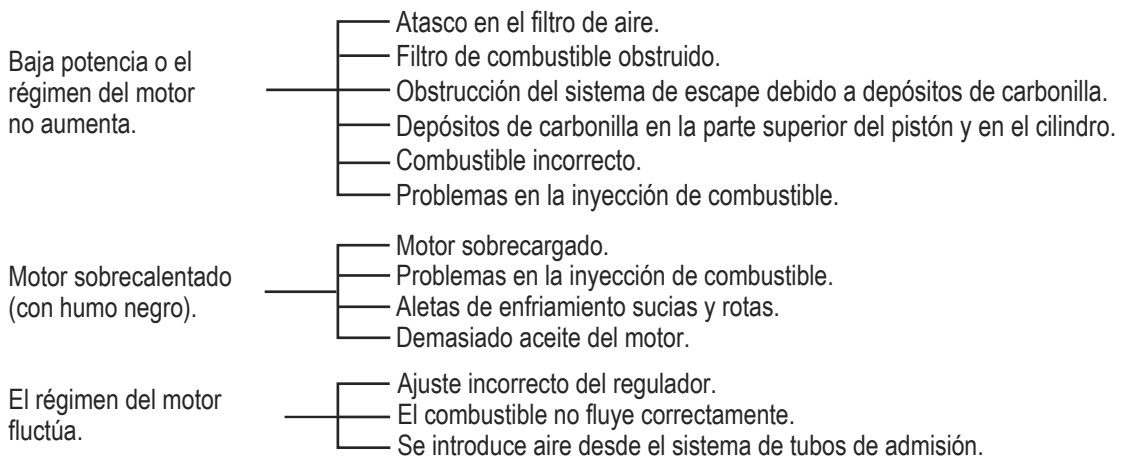 Baja potencia o el
régimen del motor
no aumenta.
Atasco en el filtro de aire.
Filtro de combustible obstruido.
Obstrucción del sistema de escape debido a depósitos de carbonilla.
Depósitos de carbonilla en la parte superior del pistón y en el cilindro.
Combustible incorrecto.
Problemas en la inyección de combustible.
Motor sobrecalentado
(con humo negro).
Motor sobrecargado.
Problemas en la inyección de combustible.
Aletas de enfriamiento sucias y rotas.
Demasiado aceite del motor.
El régimen del motor
fluctúa.
Ajuste incorrecto del regulador.
El combustible no fluye correctamente.
Se introduce aire desde el sistema de tubos de admisión.